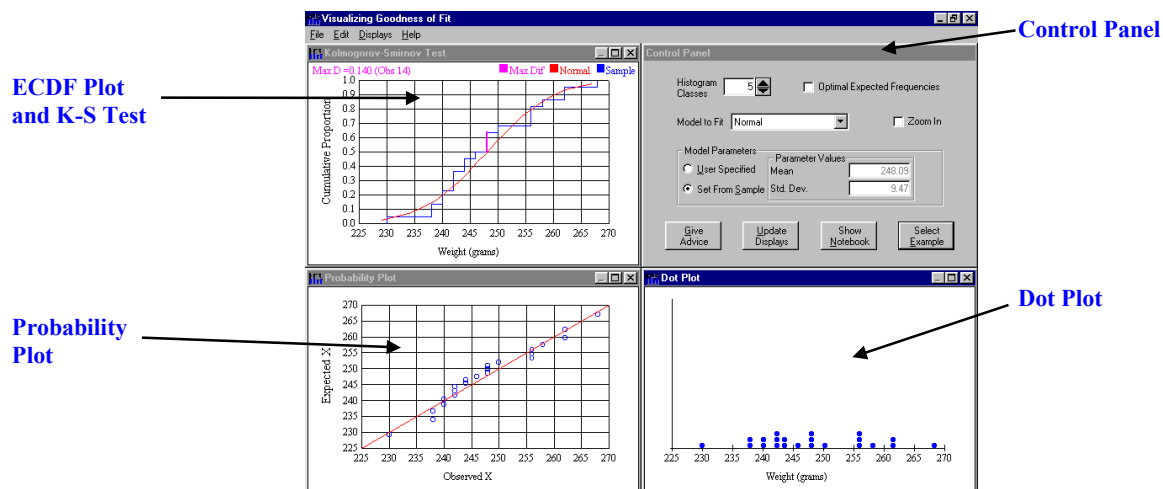 Visualizing Goodness of Fit
File Edit Displays Help
Control Panel
ECDF Plot
and K-S Test
Kolmogorov-Smirnov Test
Max D =0.140 (Obs 14) Max Dif Normal Sample
Cumulative Proportion
1.0
0.9
0.8
0.7
0.6
0.5
0.4
0.3
0.2
0.1
0.0
225 230 235 240 245 250 255 260 265 270
Weight (grams)
Control Panel
Histogram
Classes
5
Optimal Expected Frequencies
Model to Fit Normal
Zoom In
Model Parameters
User Specified
Set From Sample
Parameter Values
Mean 248.09
Std. Dev. 9.47
Give
Advice
Update
Displays
Show
Notebook
Select
Example
Probability
Plot
Probability Plot
Expected X
270
265
260
255
250
245
240
235
230
225
225 230 235 240 245 250 255 260 265 270
Observed X
Dot Plot
225 230 235 240 245 250 255 260 265 270
Weight (grams)
Dot Plot